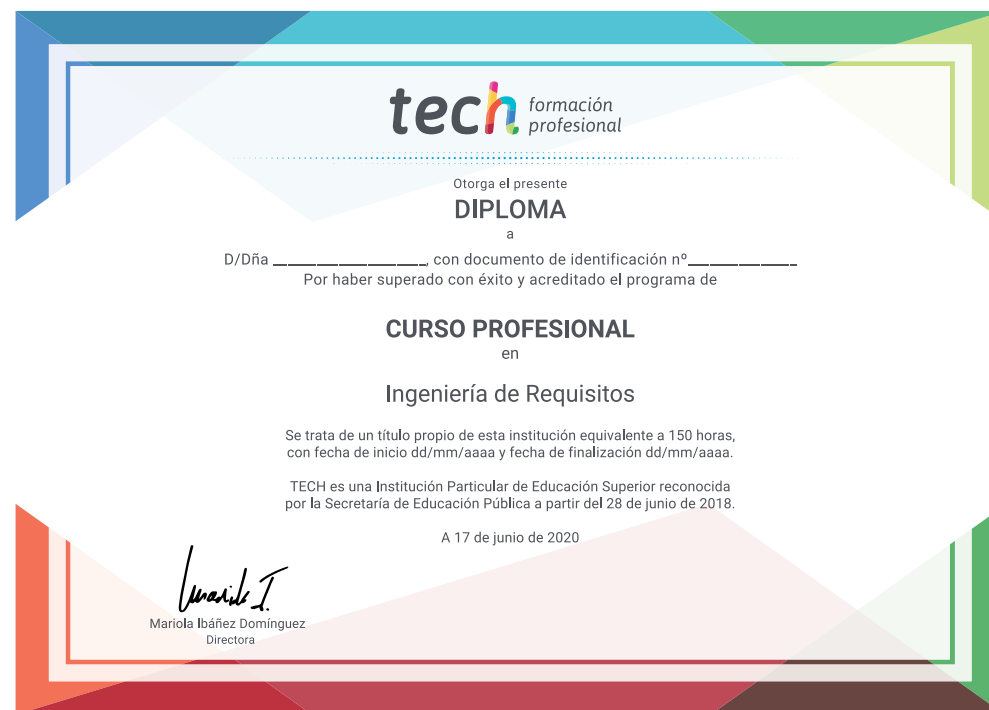 tech formación
profesional
Otorga el presente
DIPLOMA
a
D/Dña ______________, con documento de identificación nº__________
Por haber superado con éxito y acreditado el programa de
CURSO PROFESIONAL
en
Ingeniería de Requisitos
Se trata de un título propio de esta institución equivalente a 150 horas,
con fecha de inicio dd/mm/aaaa y fecha de finalización dd/mm/aaaa.
TECH es una Institución Particular de Educación Superior reconocida
por la Secretaría de Educación Pública a partir del 28 de junio de 2018.
A 17 de junio de 2020
Mariola Ibáñez Domínguez
Directora